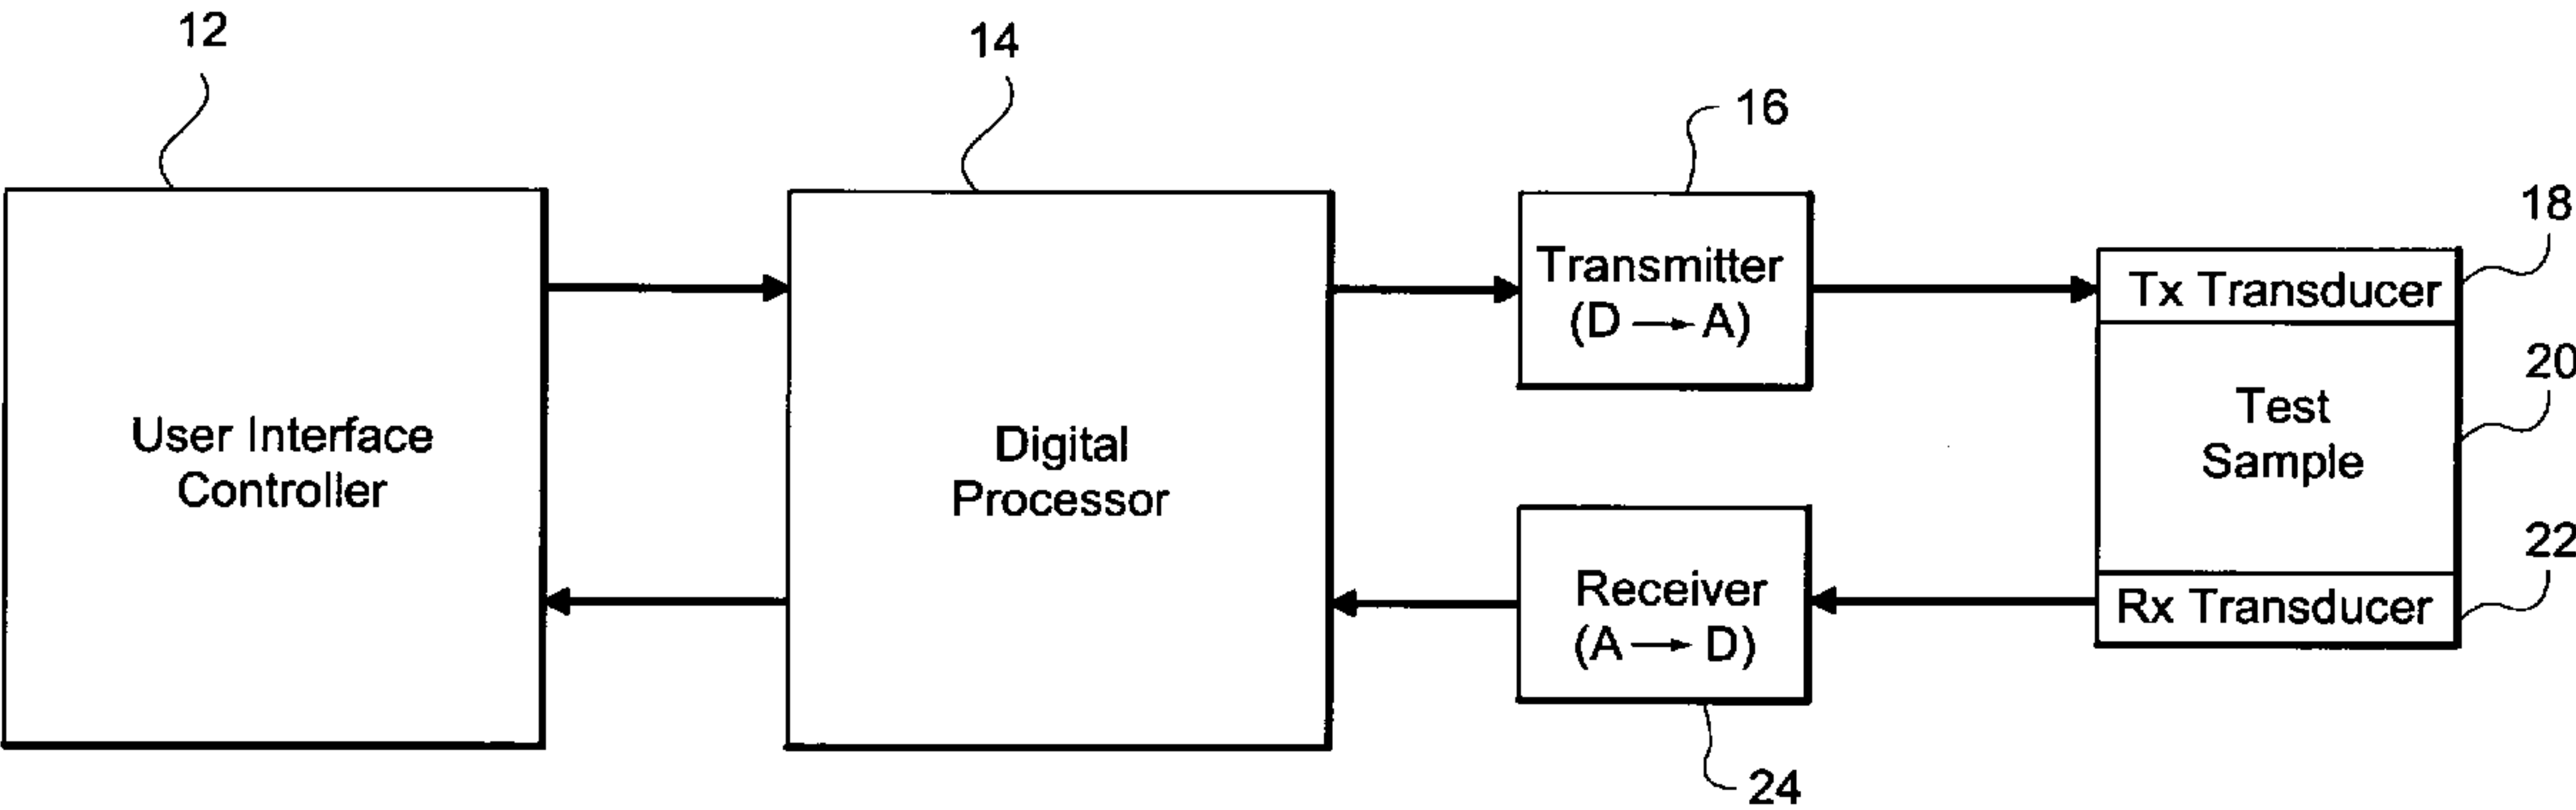 12
14
16
18
20
22
24
User Interface
Controller
Digital
Processor
Transmitter
(D → A)
Receiver
(A → D)
Tx Transducer
Test
Sample
Rx Transducer